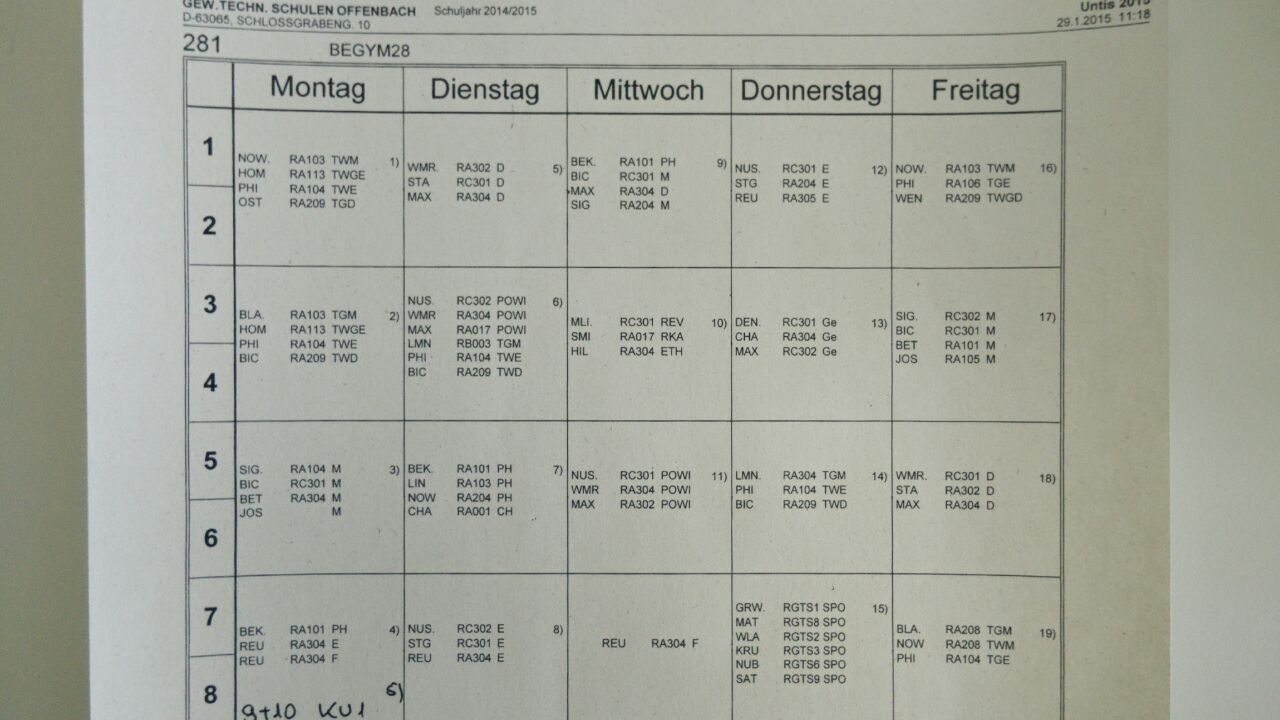 GEW.TECHN. SCHULEN OFFENBACH Schuljahr 2014/2015 Untis 2015
D-63065, SCHLOSSGRABENG. 10 29.1.2015 11:18
281 BEGYM28
Montag Dienstag Mittwoch Donnerstag Freitag
1
2
NOW. RA103 TWM 1)
HOM RA113 TWGE
PHI RA104 TWE
OST RA209 TGD
WMR. RA302 D 5)
STA RC301 D
MAX RA304 D
BEK. RA101 PH 9)
BIC RC301 M
MAX RA304 D
SIG RA204 M
NUS. RC301 E 12)
STG RA204 E
REU RA305 E
NOW. RA103 TWM 16)
PHI RA106 TGE
WEN RA209 TWGD
3
4
BLA. RA103 TGM 2)
HOM RA113 TWGE
PHI RA104 TWE
BIC RA209 TWD
NUS. RC302 POWI 6)
WMR RA304 POWI
MAX RA017 POWI
LMN RB003 TGM
PHI RA104 TWE
BIC RA209 TWD
MLI. RC301 REV 10)
SMI RA017 RKA
HIL RA304 ETH
DEN. RC301 Ge 13)
CHA RA304 Ge
MAX RC302 Ge
SIG. RC302 M 17)
BIC RC301 M
BET RA101 M
JOS RA105 M
5
6
SIG. RA104 M 3)
BIC RC301 M
BET RA304 M
JOS M
BEK. RA101 PH 7)
LIN RA103 PH
NOW RA204 PH
CHA RA001 CH
NUS. RC301 POWI 11)
WMR RA304 POWI
MAX RA302 POWI
LMN. RA304 TGM 14)
PHI RA104 TWE
BIC RA209 TWD
WMR. RC301 D 18)
STA RA302 D
MAX RA304 D
7
8
BEK. RA101 PH 4)
REU RA304 E
REU RA304 F
6)
9+10 KU1
NUS. RC302 E 8)
STG RC301 E
REU RA304 E
REU RA304 F
GRW. RGTS1 SPO 15)
MAT RGTS8 SPO
WLA RGTS2 SPO
KRU RGTS3 SPO
NUB RGTS6 SPO
SAT RGTS9 SPO
BLA. RA208 TGM 19)
NOW RA208 TWM
PHI RA104 TGE